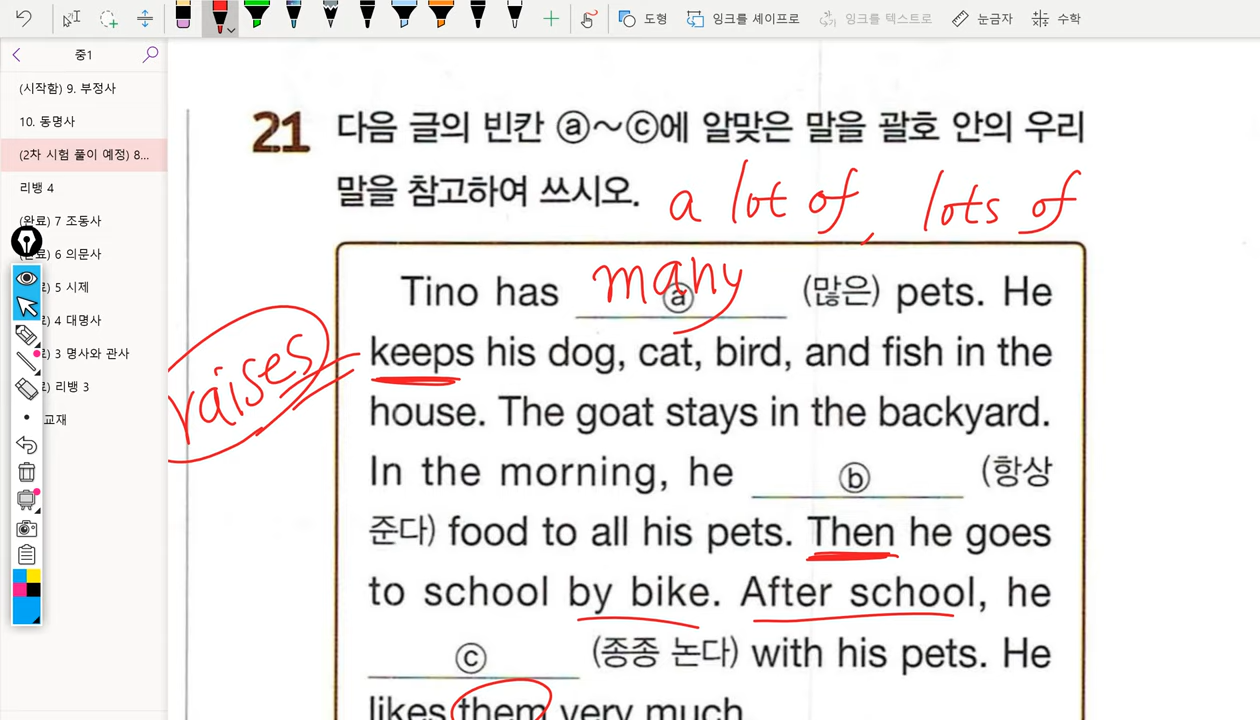 도형
잉크를 셰이프로
잉크를 텍스트로
눈금자
수학
중1
(시작함) 9. 부정사
10. 동명사
(2차 시험 풀이 예정) 8...
리뱅 4
(완료) 7 조동사
6 의문사
료) 5 시제
료) 4 대명사
료) 3 명사와 관사
료) 리뱅 3
교재
21 다음 글의 빈칸 ⓐ~ⓒ에 알맞은 말을 괄호 안의 우리
말을 참고하여 쓰시오.
a lot of, lots of
many
Tino has ⓐ (많은) pets. He
raises
keeps his dog, cat, bird, and fish in the
house. The goat stays in the backyard.
In the morning, he ⓑ (항상
준다) food to all his pets. Then he goes
to school by bike. After school, he
ⓒ (종종 논다) with his pets. He
likes them very much.